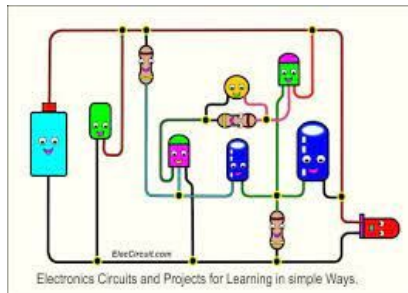 ElecCircuit.com
Electronics Circuits and Projects for Learning in simple Ways.